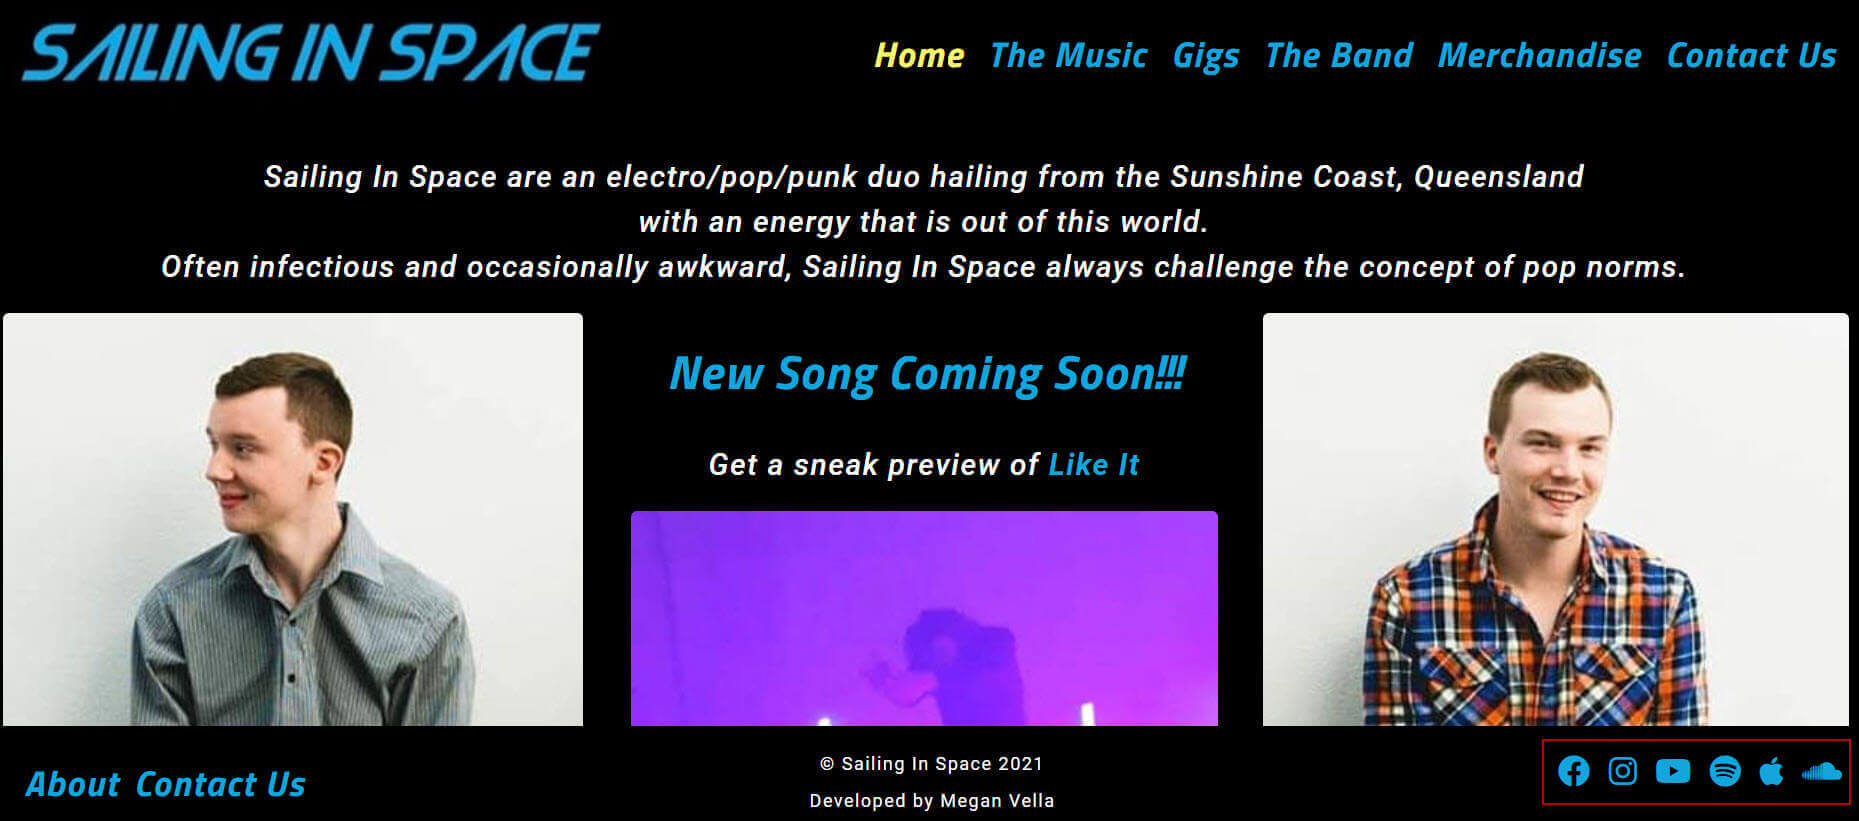 SAILING IN SPACE
Home The Music Gigs The Band Merchandise Contact Us
Sailing In Space are an electro/pop/punk duo hailing from the Sunshine Coast, Queensland
with an energy that is out of this world.
Often infectious and occasionally awkward, Sailing In Space always challenge the concept of pop norms.
New Song Coming Soon!!!
Get a sneak preview of Like It
About Contact Us
© Sailing In Space 2021
Developed by Megan Vella